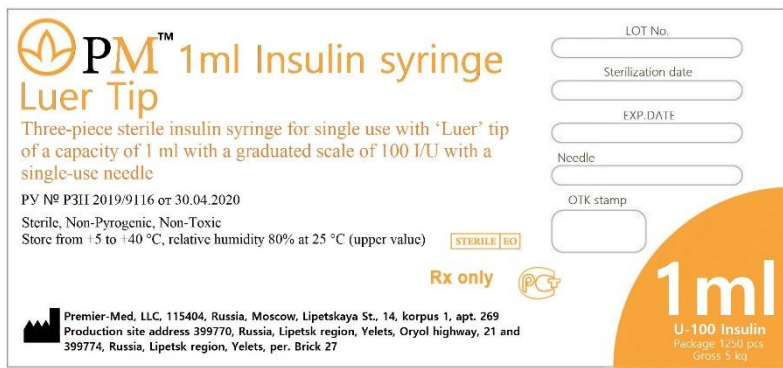 PM™ 1ml Insulin syringe
Luer Tip
Three-piece sterile insulin syringe for single use with ‘Luer’ tip
of a capacity of 1 ml with a graduated scale of 100 I/U with a
single-use needle
РУ № РЗП 2019/9116 от 30.04.2020
Sterile, Non-Pyrogenic, Non-Toxic
Store from +5 to +40 °C, relative humidity 80% at 25 °C (upper value)
STERILE EO
Rx only
РСТ
Premier-Med, LLC, 115404, Russia, Moscow, Lipetskaya St., 14, korpus 1, apt. 269
Production site address 399770, Russia, Lipetsk region, Yelets, Oryol highway, 21 and
399774, Russia, Lipetsk region, Yelets, per. Brick 27
LOT No.
Sterilization date
EXP.DATE
Needle
OTK stamp
1ml
U-100 Insulin
Package 1250 pcs
Gross 5 kg